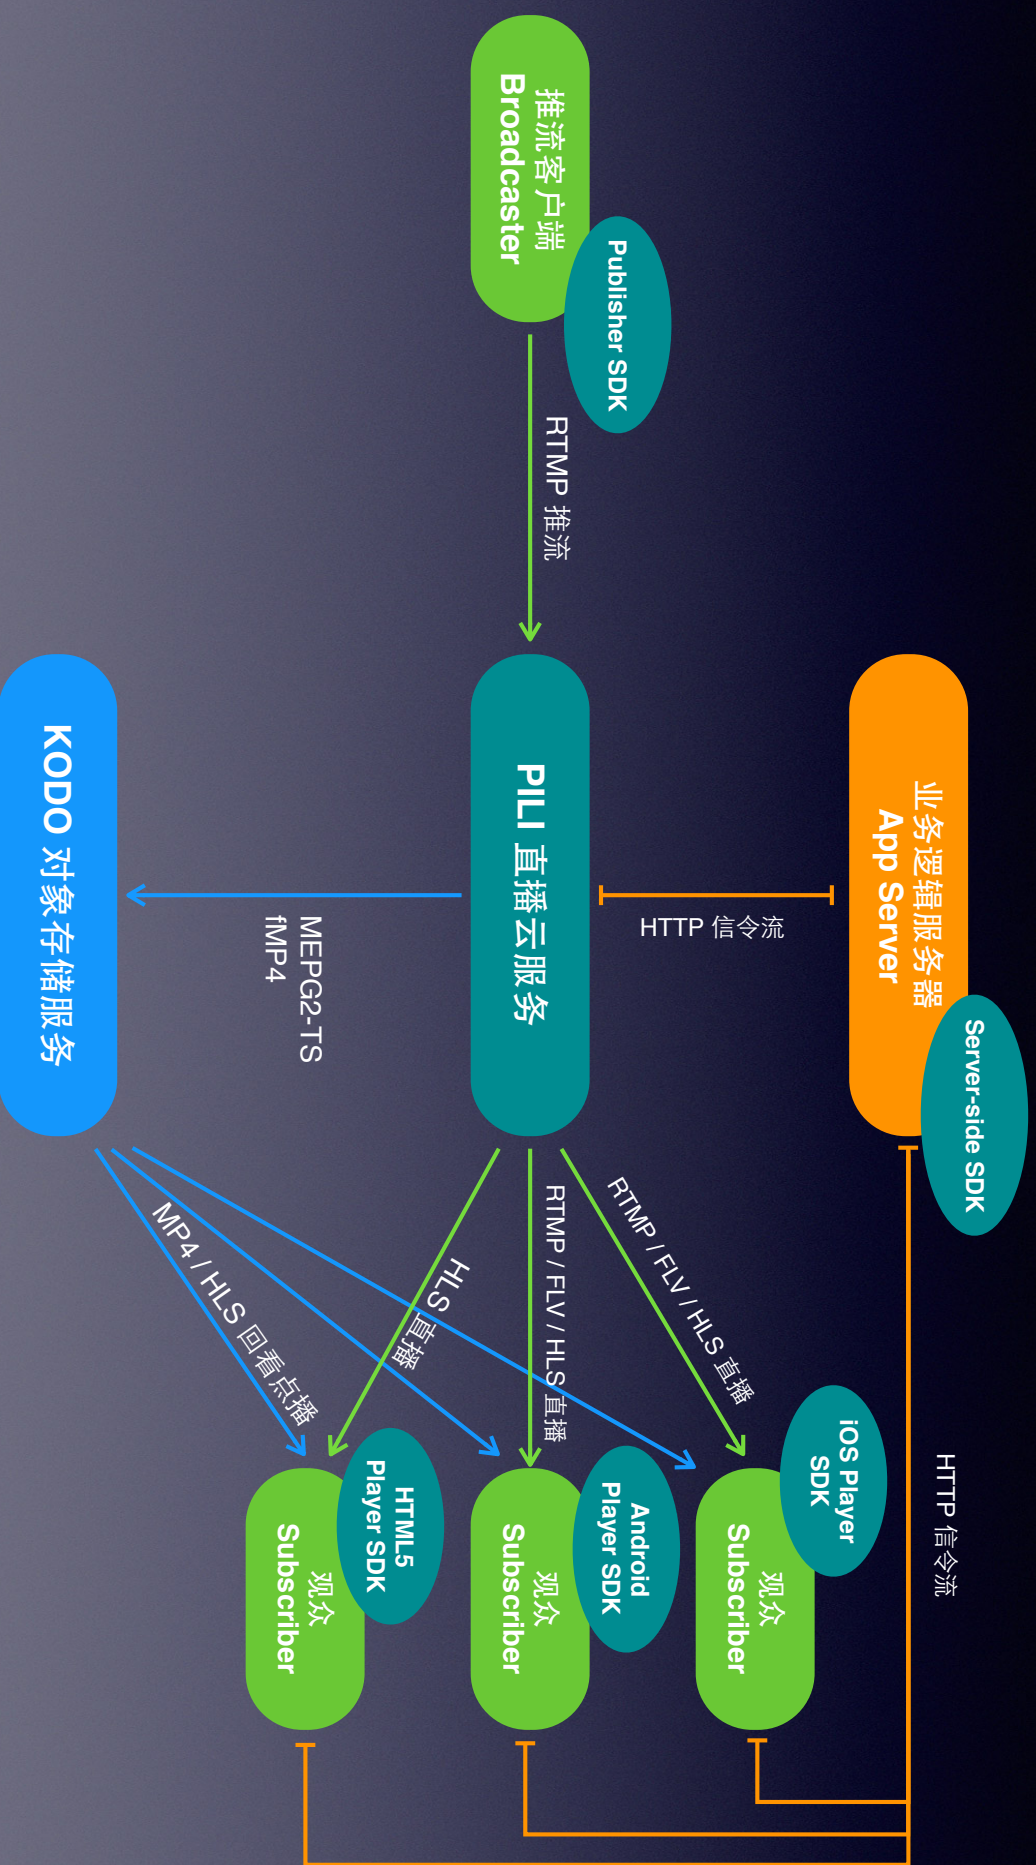 业务逻辑服务器
App Server
Server-side SDK
HTTP 信令流
HTTP 信令流
推流客户端
Broadcaster
Publisher SDK
RTMP 推流
PILI 直播云服务
RTMP / FLV / HLS 直播
iOS Player
SDK
观众
Subscriber
RTMP / FLV / HLS 直播
Android
Player SDK
观众
Subscriber
HLS 直播
HTML5
Player SDK
观众
Subscriber
MEPG2-TS
fMP4
MP4 / HLS 回看点播
KODO 对象存储服务